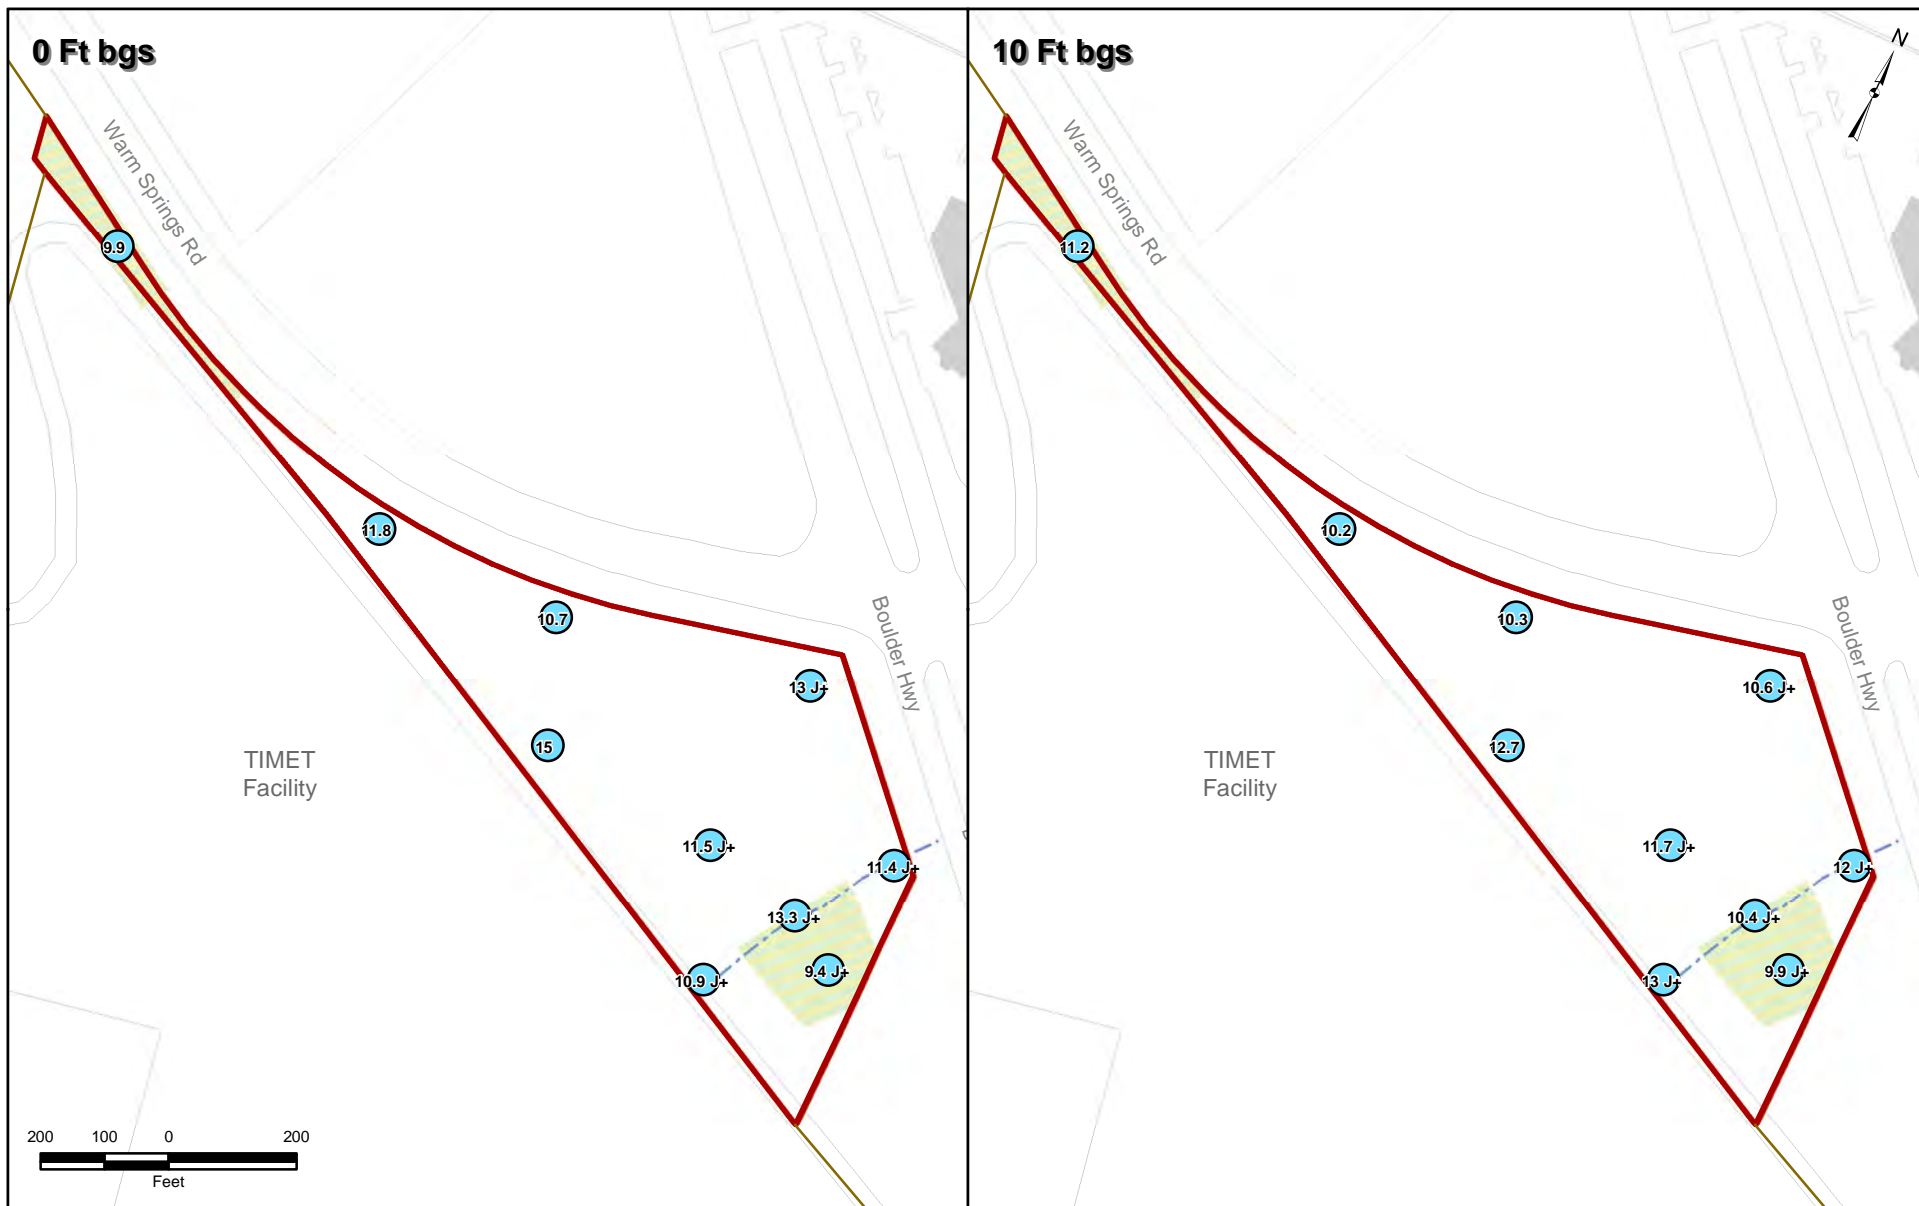 0 Ft bgs
Warm Springs Rd
9.9
11.8
10.7
13 J+
Boulder Hwy
15
TIMET
Facility
11.5 J+
11.4 J+
13.3 J+
9.4 J+
10.9 J+
200 100 0 200
Feet
10 Ft bgs
N
Warm Springs Rd
11.2
10.2
10.3
10.6 J+
Boulder Hwy
12.7
TIMET
Facility
11.7 J+
12 J+
10.4 J+
9.9 J+
13 J+